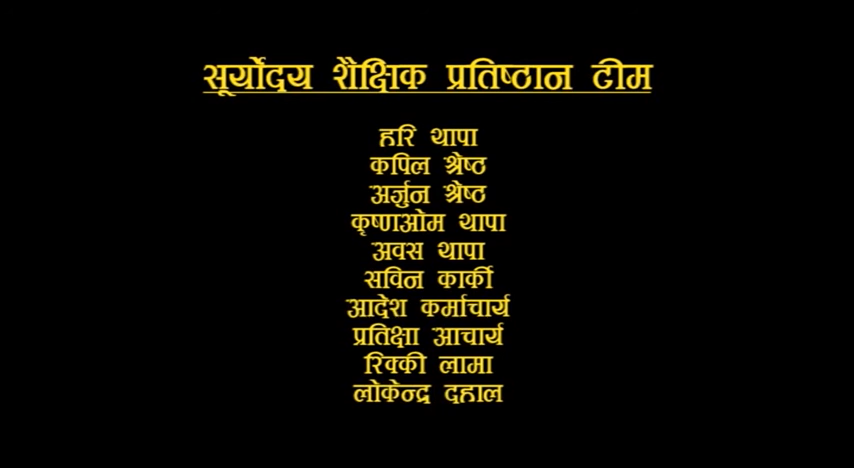 सूर्योदय शैक्षिक प्रतिष्ठान टीम
हरि थापा
कपिल श्रेष्ठ
अर्जुन श्रेष्ठ
कृष्णओम थापा
अवस थापा
सविन कार्की
आदेश कर्माचार्य
प्रतिक्षा आचार्य
रिक्की लामा
लोकेन्द्र दहाल